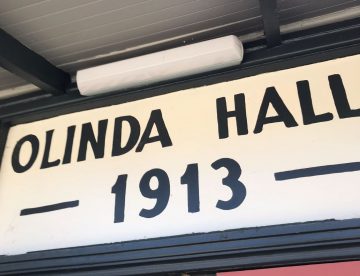 OLINDA HALL
— 1913 —